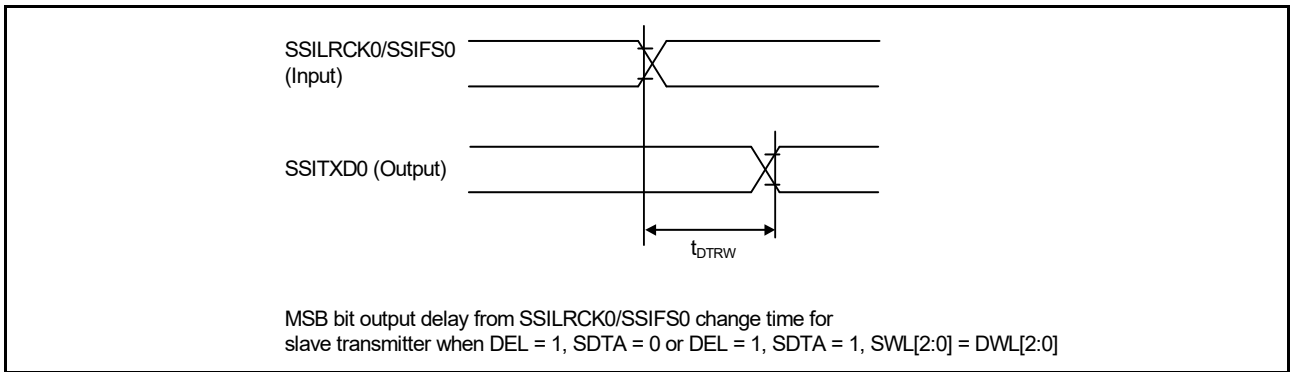 SSILRCK0/SSIFS0
(Input)
SSITXD0 (Output)
tDTRW
MSB bit output delay from SSILRCK0/SSIFS0 change time for
slave transmitter when DEL = 1, SDTA = 0 or DEL = 1, SDTA = 1, SWL[2:0] = DWL[2:0]